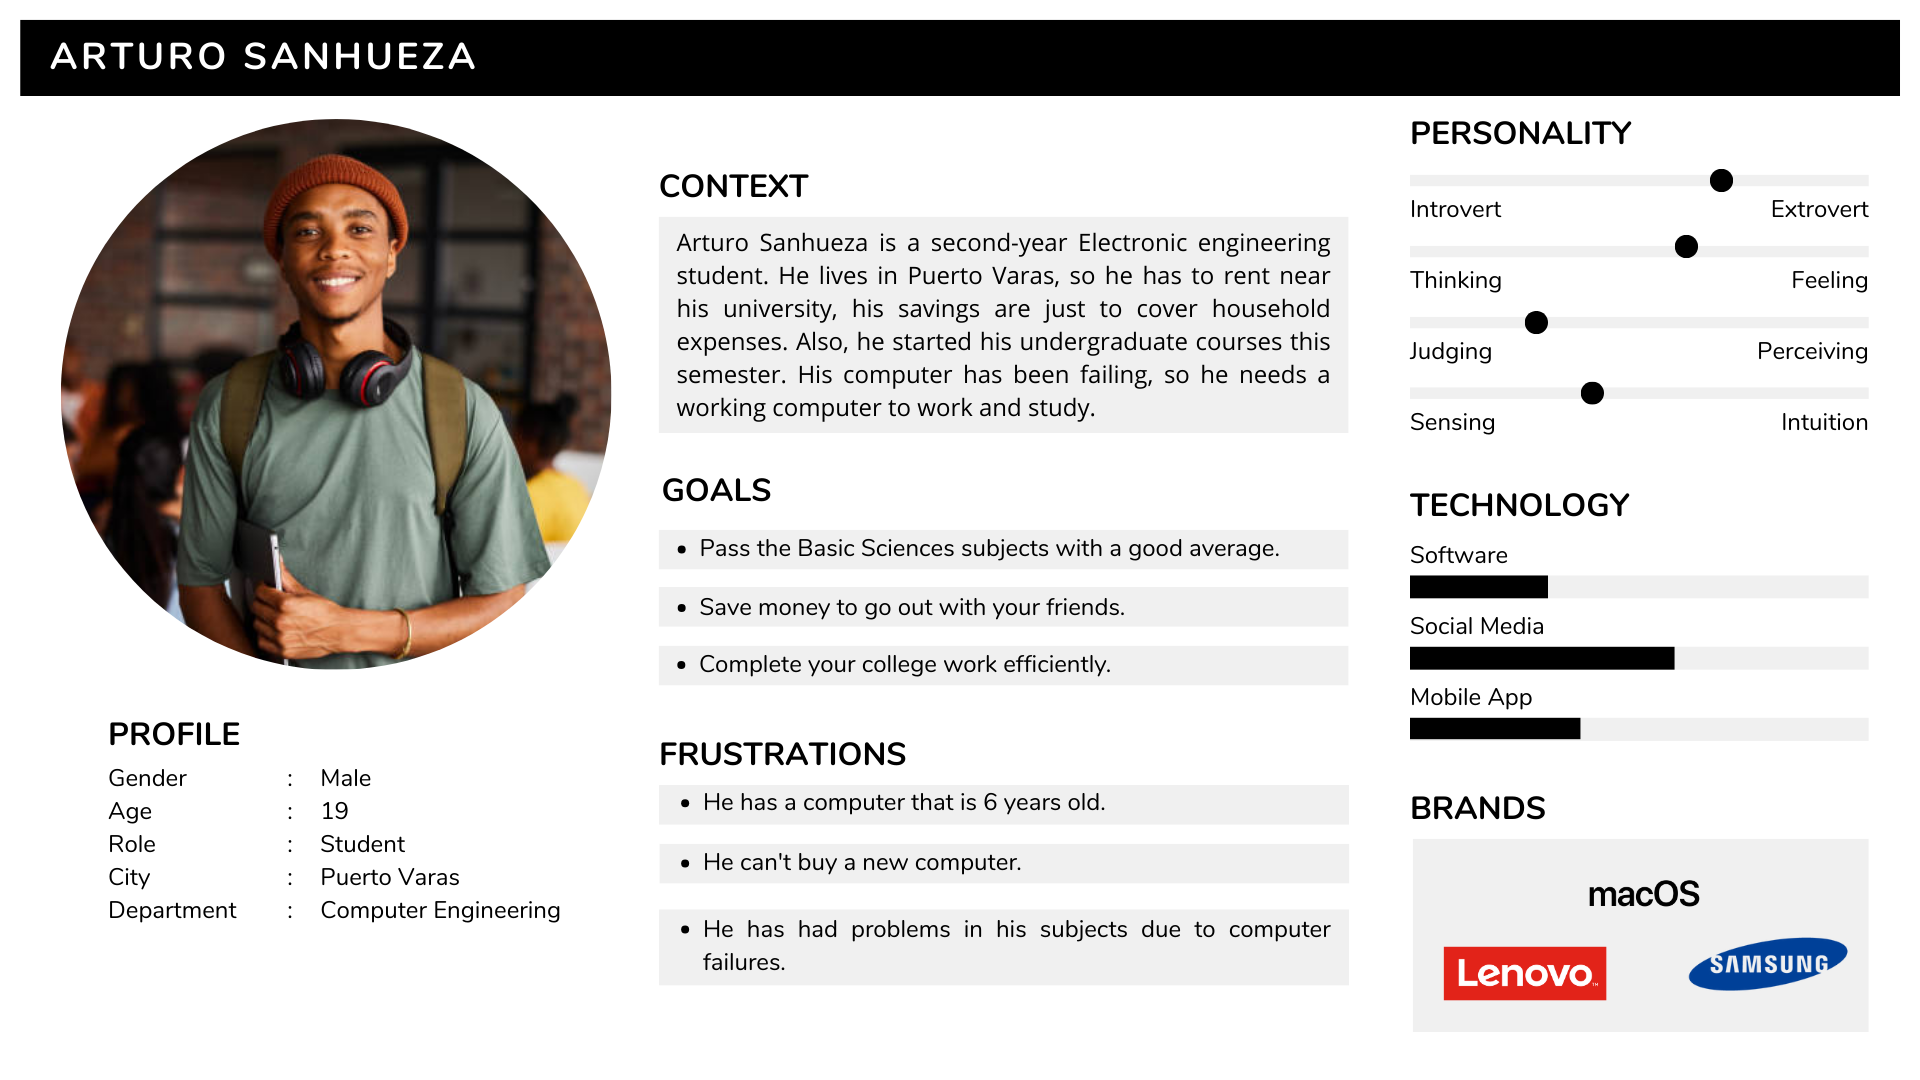 ARTURO SANHUEZA
PROFILE
Gender : Male
Age : 19
Role : Student
City : Puerto Varas
Department : Computer Engineering
CONTEXT
Arturo Sanhueza is a second-year Electronic engineering
student. He lives in Puerto Varas, so he has to rent near
his university, his savings are just to cover household
expenses. Also, he started his undergraduate courses this
semester. His computer has been failing, so he needs a
working computer to work and study.
GOALS
• Pass the Basic Sciences subjects with a good average.
• Save money to go out with your friends.
• Complete your college work efficiently.
FRUSTRATIONS
• He has a computer that is 6 years old.
• He can't buy a new computer.
• He has had problems in his subjects due to computer
failures.
PERSONALITY
Introvert Extrovert
Thinking Feeling
Judging Perceiving
Sensing Intuition
TECHNOLOGY
Software
Social Media
Mobile App
BRANDS
macOS
Lenovo™ SAMSUNG